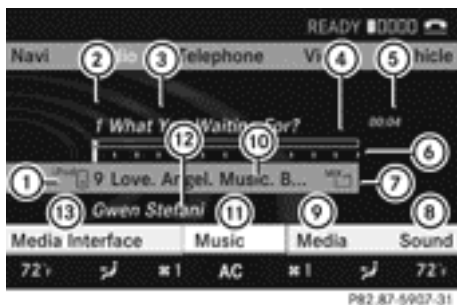 READY
Navi dio Telephone Vi hicle
2 3 4 5
1 What You Waiting For? 00:04
12 10 6
1 9 Love. Angel. Music. B... 7
13 Gwen Stefani 11 9 8
Media Interface Music Media Sound
72°F ⌘1 AC ⌘1 72°F
P82.87-5907-31